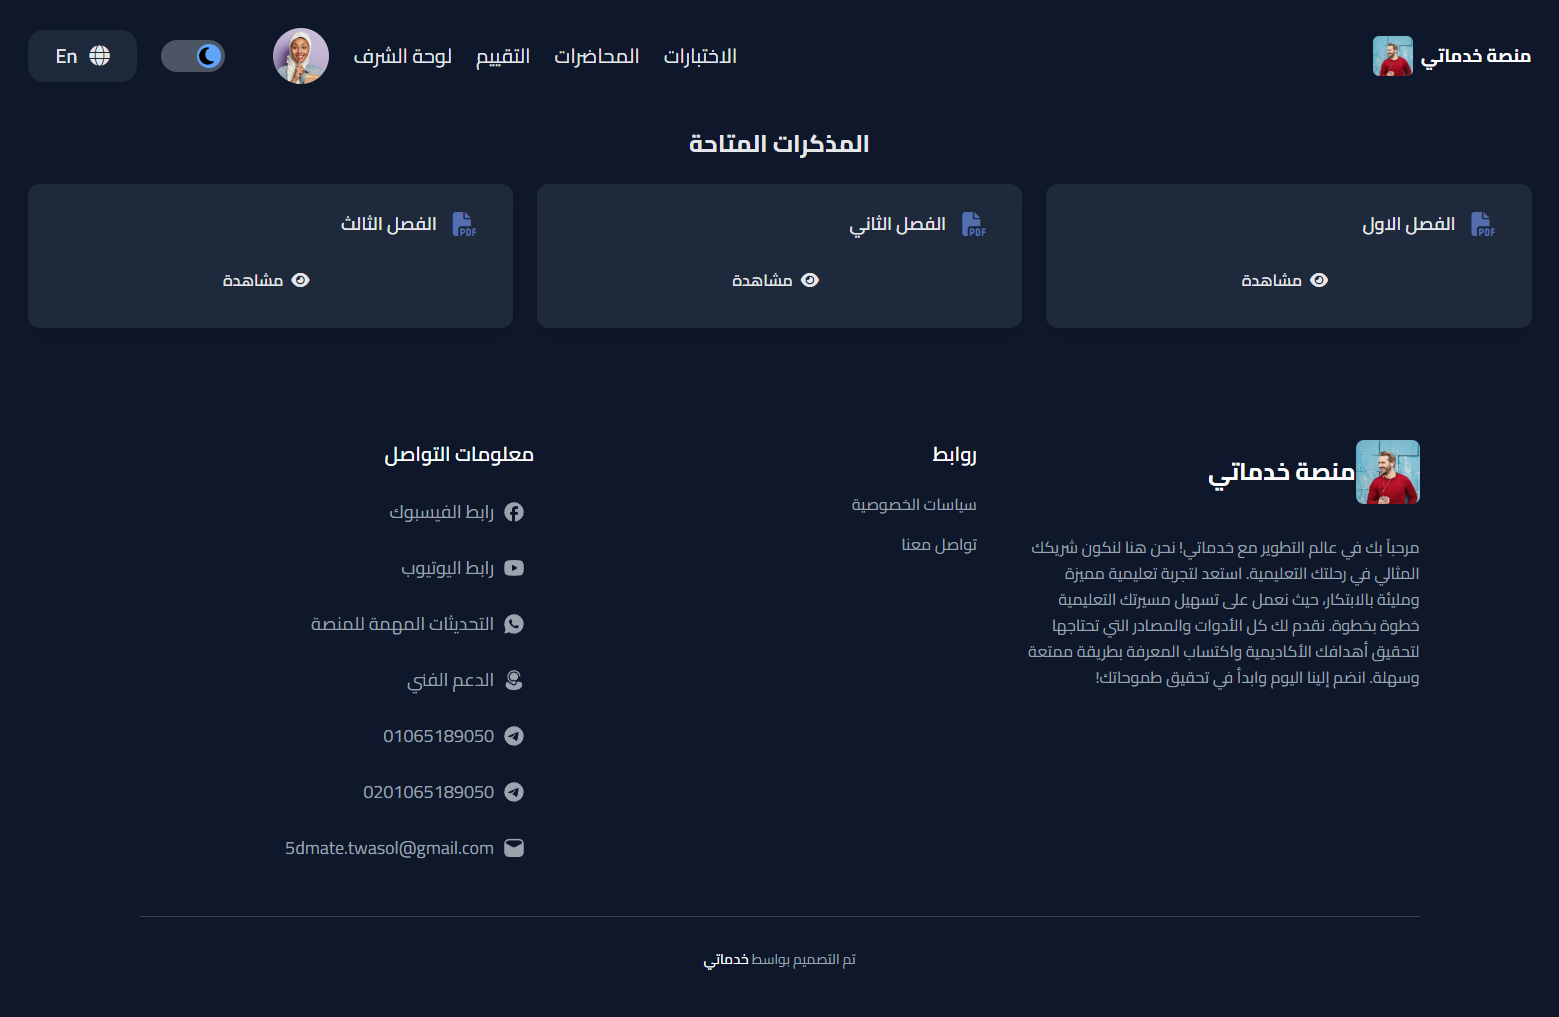 منصة خدماتي
الاختبارات
المحاضرات
التقييم
لوحة الشرف
En
المذكرات المتاحة
PDF
الفصل الاول
مشاهدة
PDF
الفصل الثاني
مشاهدة
PDF
الفصل الثالث
مشاهدة
منصة خدماتي
مرحباً بك في عالم التطوير مع خدماتي! نحن هنا لنكون شريكك
المثالي في رحلتك التعليمية. استعد لتجربة تعليمية مميزة
ومليئة بالابتكار، حيث نعمل على تسهيل مسيرتك التعليمية
خطوة بخطوة. نقدم لك كل الأدوات والمصادر التي تحتاجها
لتحقيق أهدافك الأكاديمية واكتساب المعرفة بطريقة ممتعة
وسهلة. انضم إلينا اليوم وابدأ في تحقيق طموحاتك!
روابط
سياسات الخصوصية
تواصل معنا
معلومات التواصل
رابط الفيسبوك
رابط اليوتيوب
التحديثات المهمة للمنصة
الدعم الفني
01065189050
0201065189050
5dmate.twasol@gmail.com
تم التصميم بواسط خدماتي